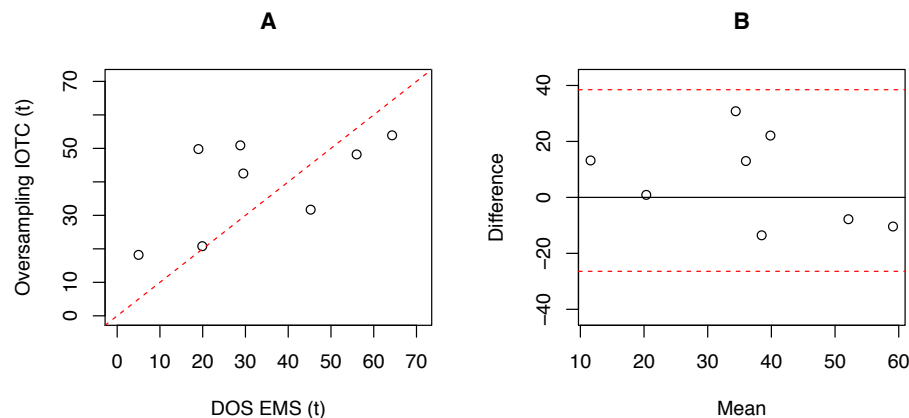 A
Oversampling IOTC (t)
70
50
30
10
0
0 10 20 30 40 50 60 70
DOS EMS (t)
B
Difference
40
20
0
−20
−40
10 20 30 40 50 60
Mean